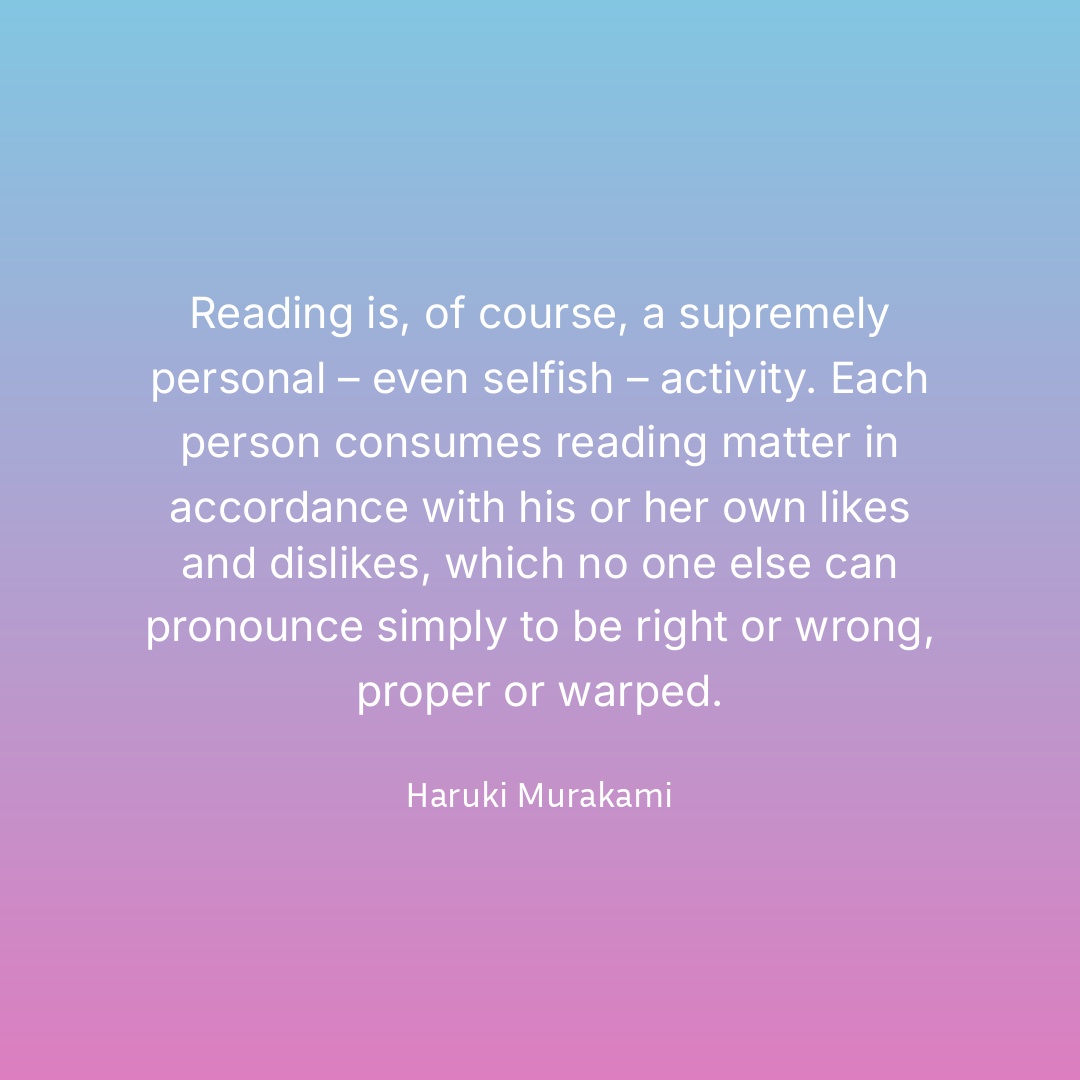 Reading is, of course, a supremely
personal – even selfish – activity. Each
person consumes reading matter in
accordance with his or her own likes
and dislikes, which no one else can
pronounce simply to be right or wrong,
proper or warped.
Haruki Murakami